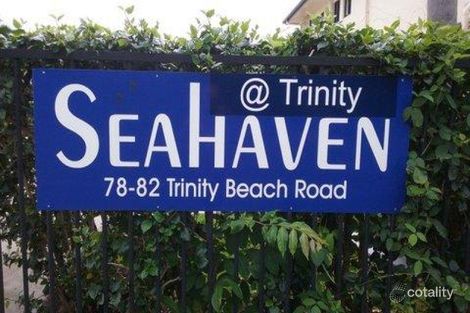 @ Trinity
SEAHAVEN
78-82 Trinity Beach Road
cotality